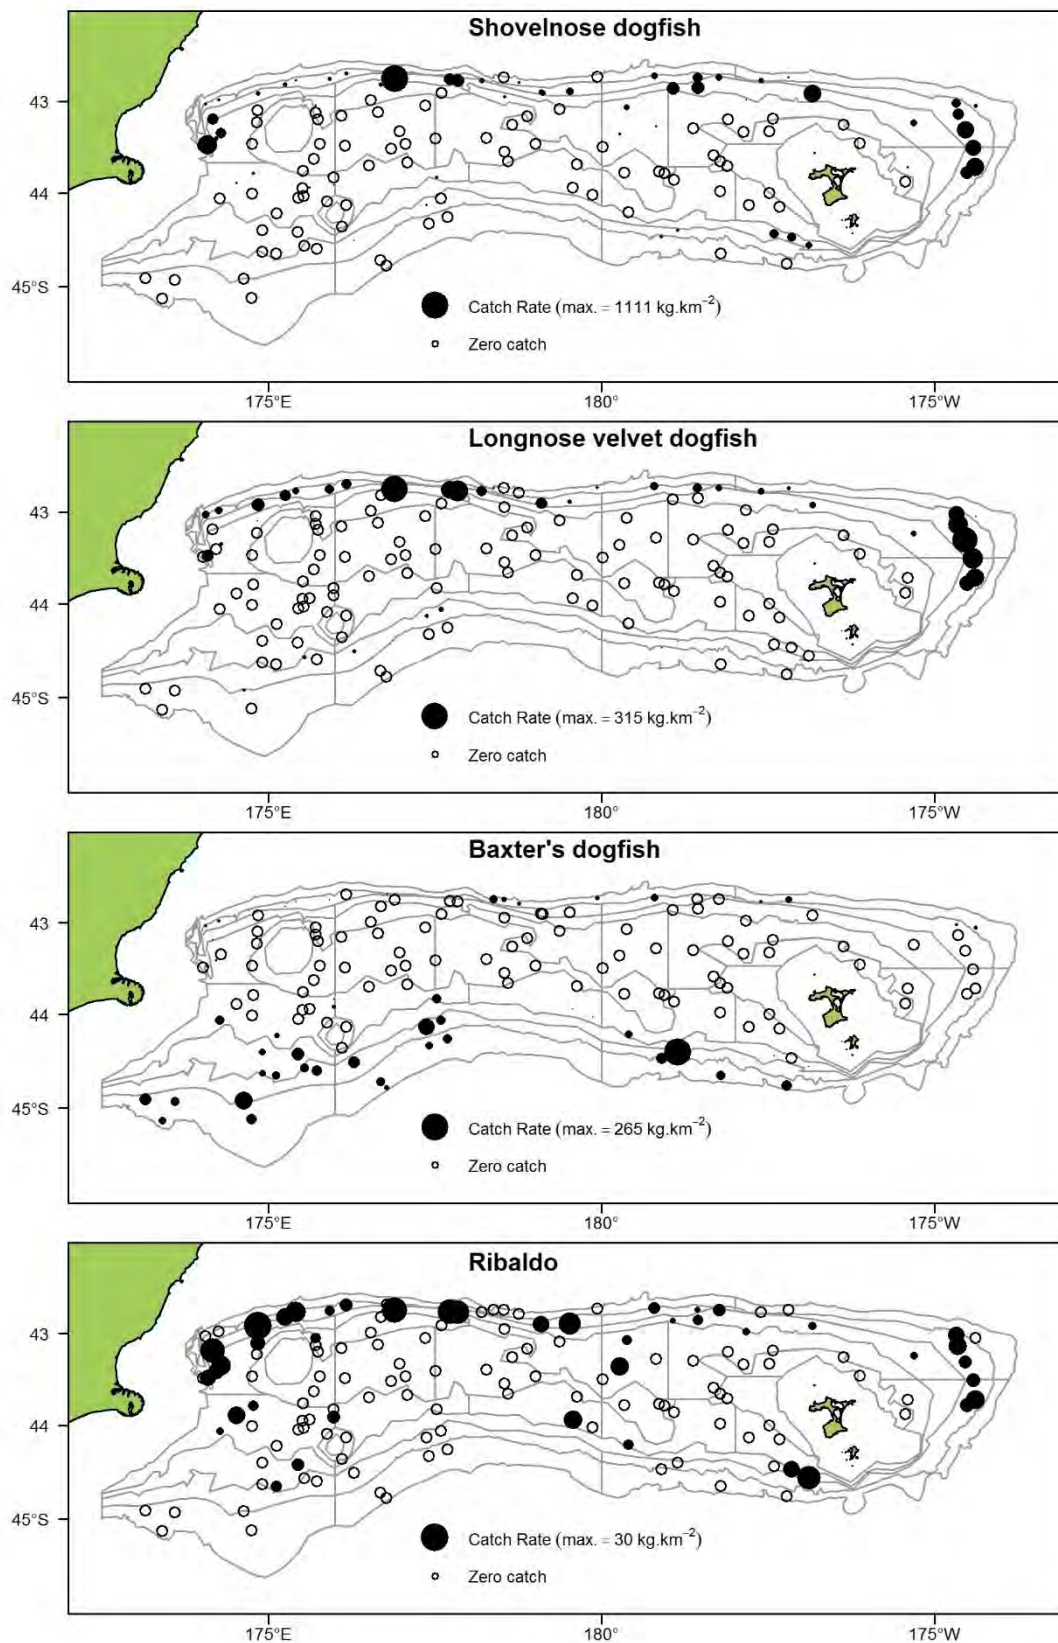 Shovelnose dogfish
43
44
45°S
Catch Rate (max. = 1111 kg.km⁻²)
Zero catch
175°E 180° 175°W
Longnose velvet dogfish
43
44
45°S
Catch Rate (max. = 315 kg.km⁻²)
Zero catch
175°E 180° 175°W
Baxter's dogfish
43
44
45°S
Catch Rate (max. = 265 kg.km⁻²)
Zero catch
175°E 180° 175°W
Ribaldo
43
44
45°S
Catch Rate (max. = 30 kg.km⁻²)
Zero catch
175°E 180° 175°W